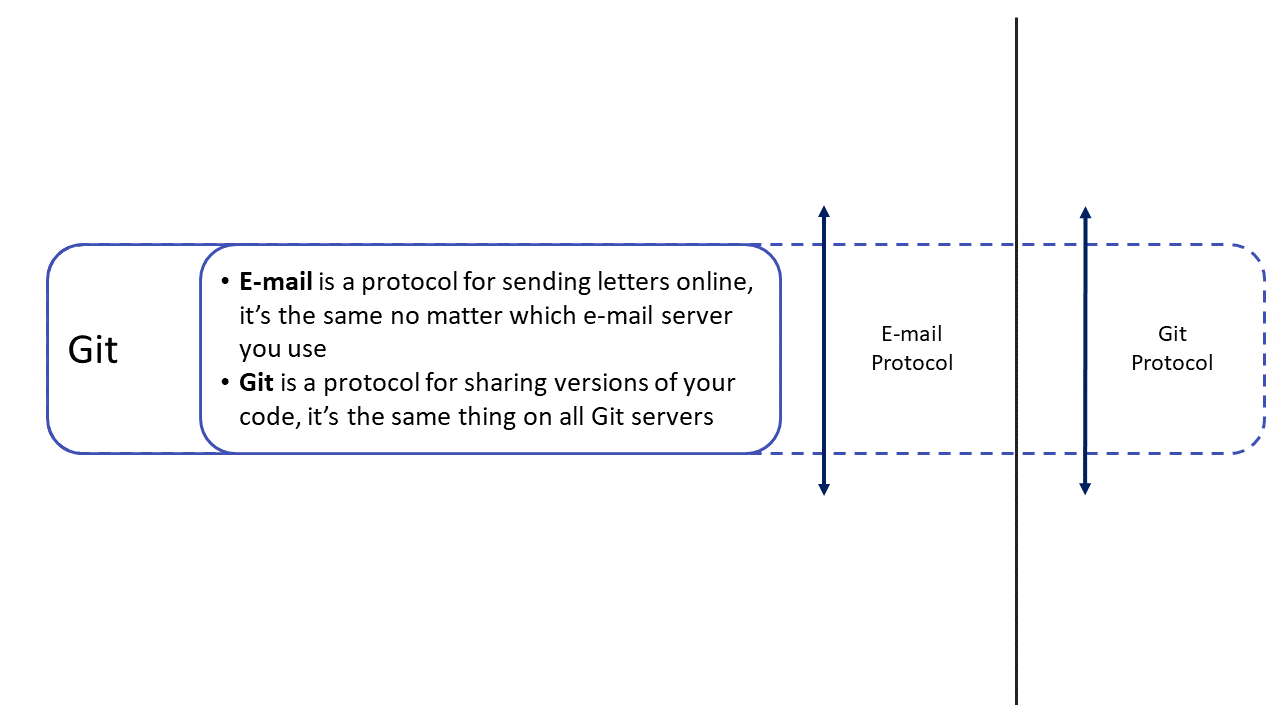 Git
• E-mail is a protocol for sending letters online,
it’s the same no matter which e-mail server
you use
• Git is a protocol for sharing versions of your
code, it’s the same thing on all Git servers
E-mail
Protocol
Git
Protocol